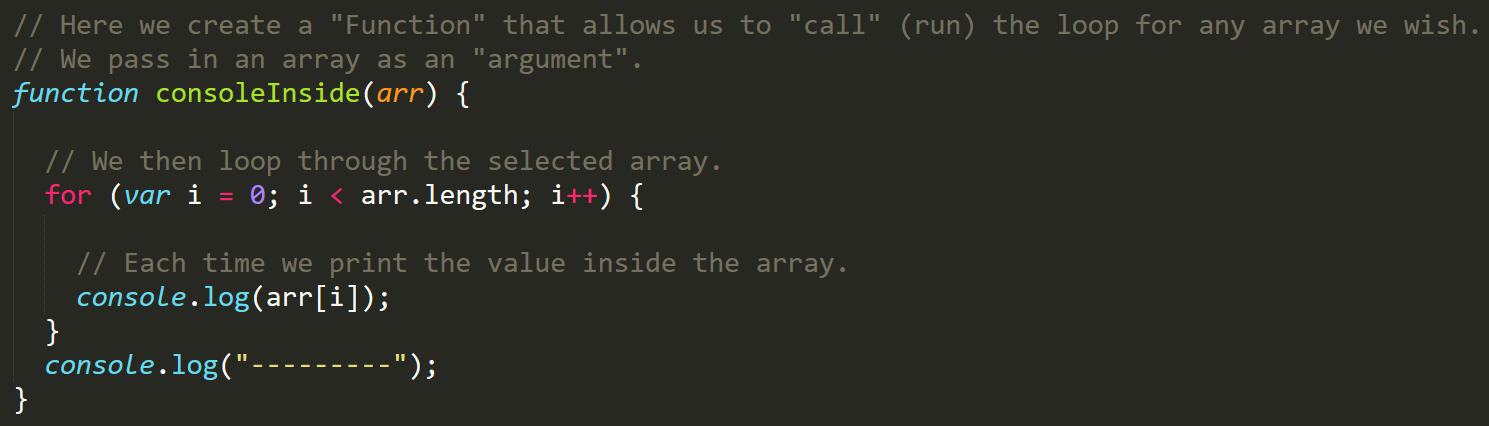 // Here we create a "Function" that allows us to "call" (run) the loop for any array we wish.
// We pass in an array as an "argument".
function consoleInside(arr) {
// We then loop through the selected array.
for (var i = 0; i < arr.length; i++) {
// Each time we print the value inside the array.
console.log(arr[i]);
}
console.log("---------");
}